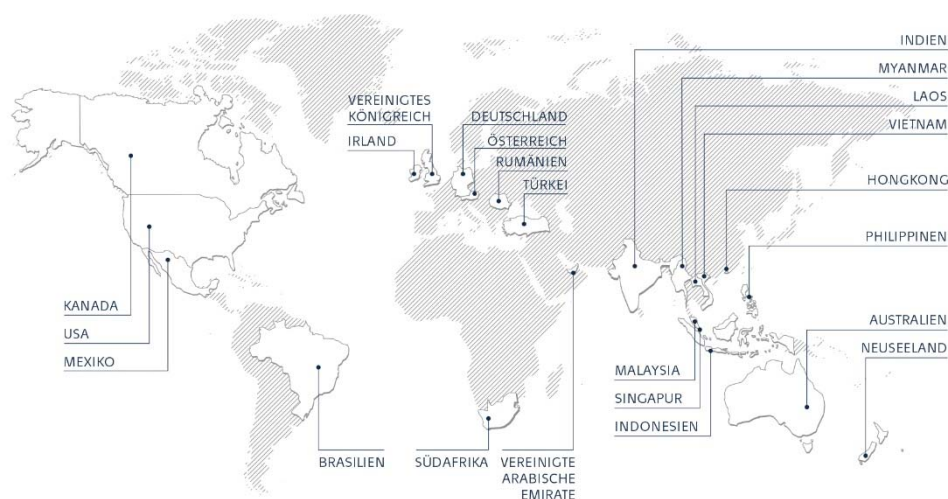 INDIEN
MYANMAR
LAOS
VIETNAM
HONGKONG
PHILIPPINEN
VEREINIGTES
KÖNIGREICH
IRLAND
DEUTSCHLAND
ÖSTERREICH
RUMÄNIEN
TÜRKEI
KANADA
USA
MEXIKO
AUSTRALIEN
NEUSEELAND
MALAYSIA
SINGAPUR
INDONESIEN
BRASILIEN
SÜDAFRIKA
VEREINIGTE
ARABISCHE
EMIRATE